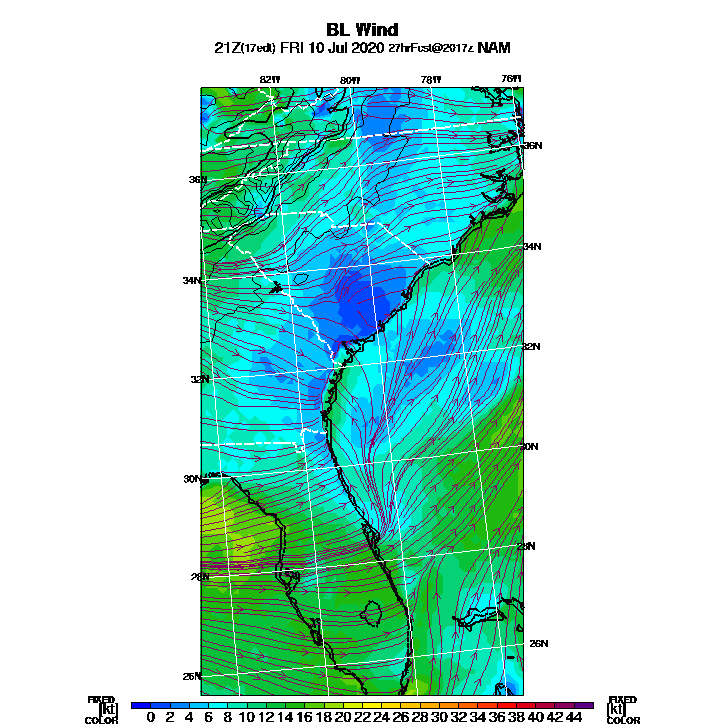 BL Wind
21Z(17edt) FRI 10 Jul 2020 27hrFcst@2017z NAM
82W 80W 78W 76W
36N
36N
34N
34N
32N
32N
30N
30N
28N
28N
26N
26N
FIXED FIXED
[kt] 0 2 4 6 8 10 12 14 16 18 20 22 24 26 28 30 32 34 36 38 40 42 44 [kt]
COLOR COLOR